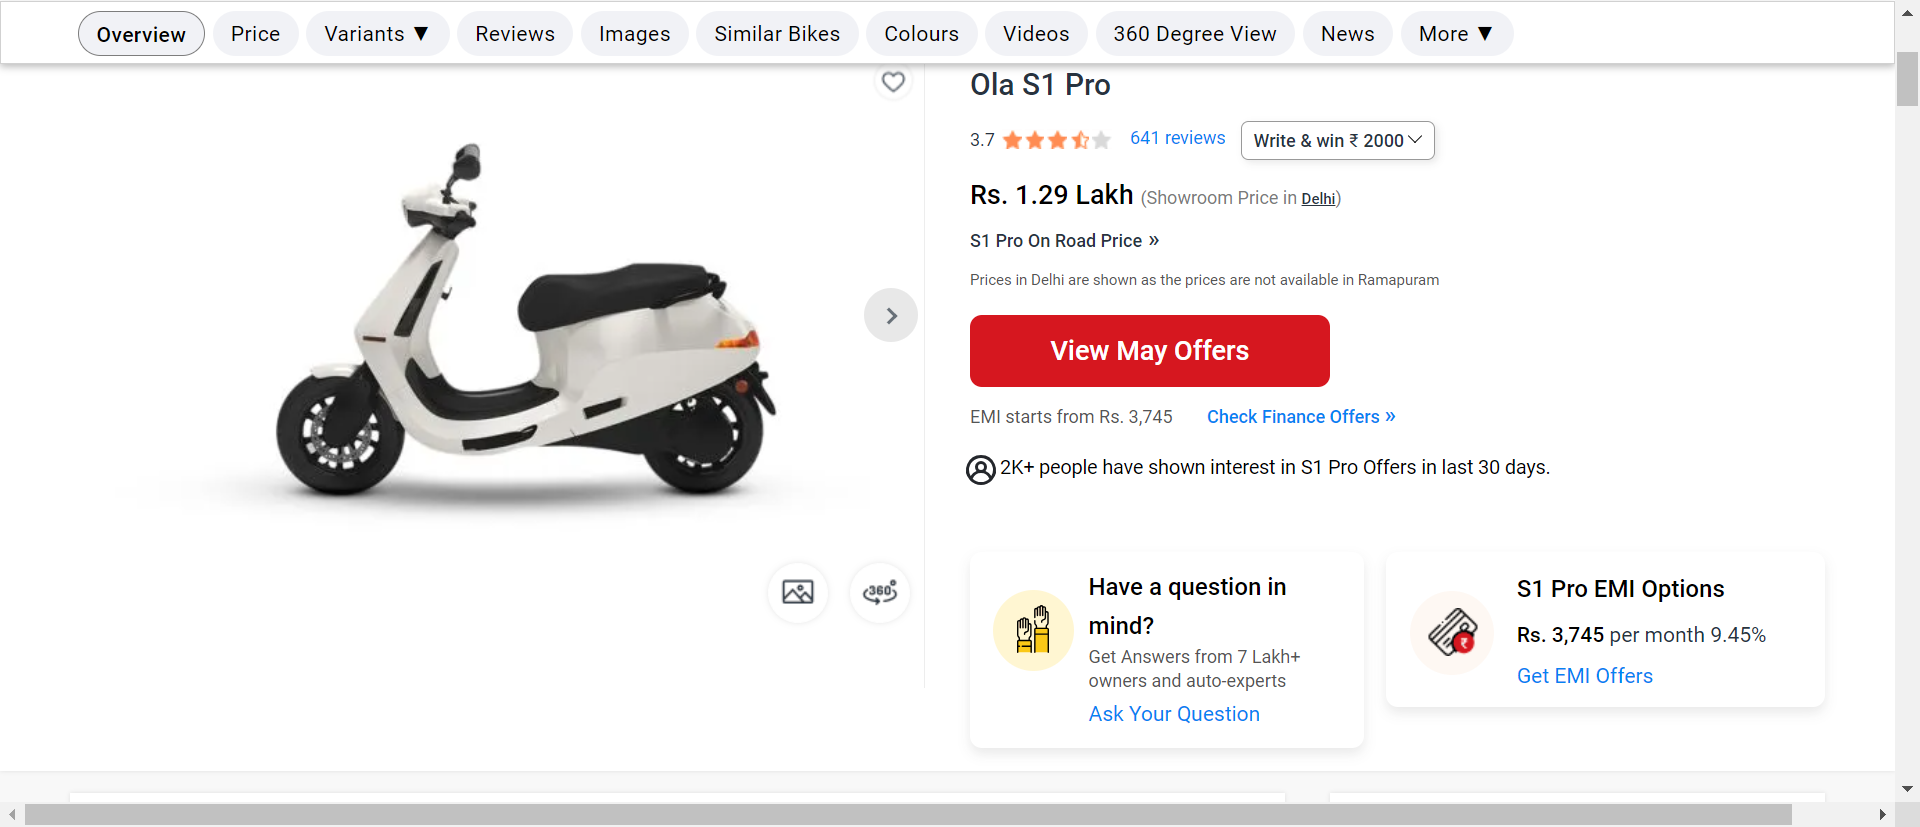 Overview Price Variants ▼ Reviews Images Similar Bikes Colours Videos 360 Degree View News More ▼
Ola S1 Pro
3.7 641 reviews Write & win ₹ 2000
Rs. 1.29 Lakh (Showroom Price in Delhi)
S1 Pro On Road Price »
Prices in Delhi are shown as the prices are not available in Ramapuram
View May Offers
EMI starts from Rs. 3,745 Check Finance Offers »
2K+ people have shown interest in S1 Pro Offers in last 30 days.
360°
Have a question in
mind?
Get Answers from 7 Lakh+
owners and auto-experts
Ask Your Question
S1 Pro EMI Options
Rs. 3,745 per month 9.45%
Get EMI Offers